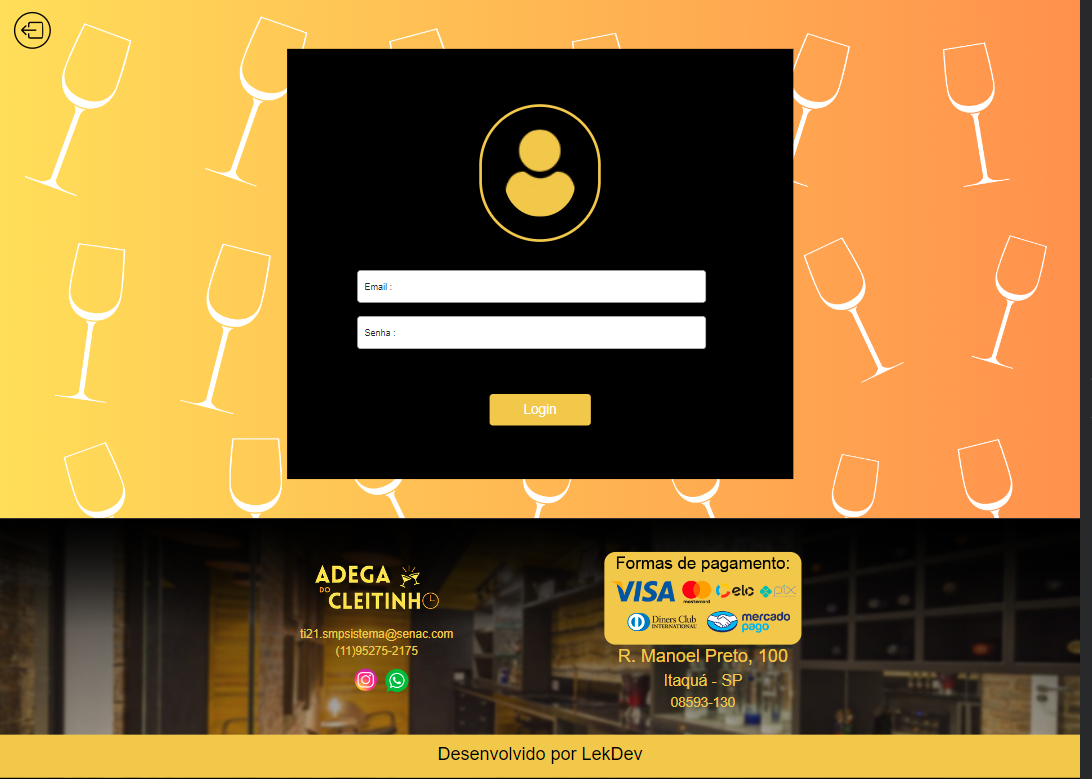 Email :
Senha :
Login
ADEGA
DO
CLEITINHO
ti21.smpsistema@senac.com
(11)95275-2175
Formas de pagamento:
VISA mastercard elo pix
Diners Club INTERNATIONAL mercado pago
R. Manoel Preto, 100
Itaquá - SP
08593-130
Desenvolvido por LekDev